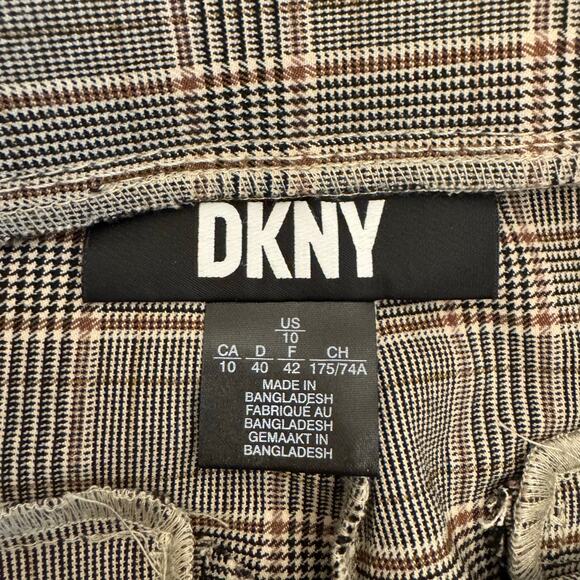 DKNY
US
10
CA D F CH
10 40 42 175/74A
MADE IN
BANGLADESH
FABRIQUÉ AU
BANGLADESH
GEMAAKT IN
BANGLADESH